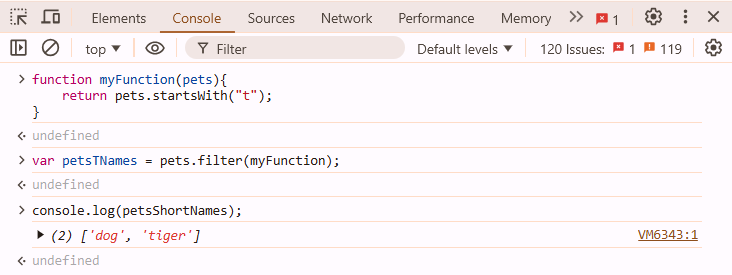 Elements Console Sources Network Performance Memory 1
top Filter Default levels 120 Issues: 1 119
function myFunction(pets){
return pets.startsWith("t");
}
undefined
var petsTNames = pets.filter(myFunction);
undefined
console.log(petsShortNames);
(2) ['dog', 'tiger'] VM6343:1
undefined